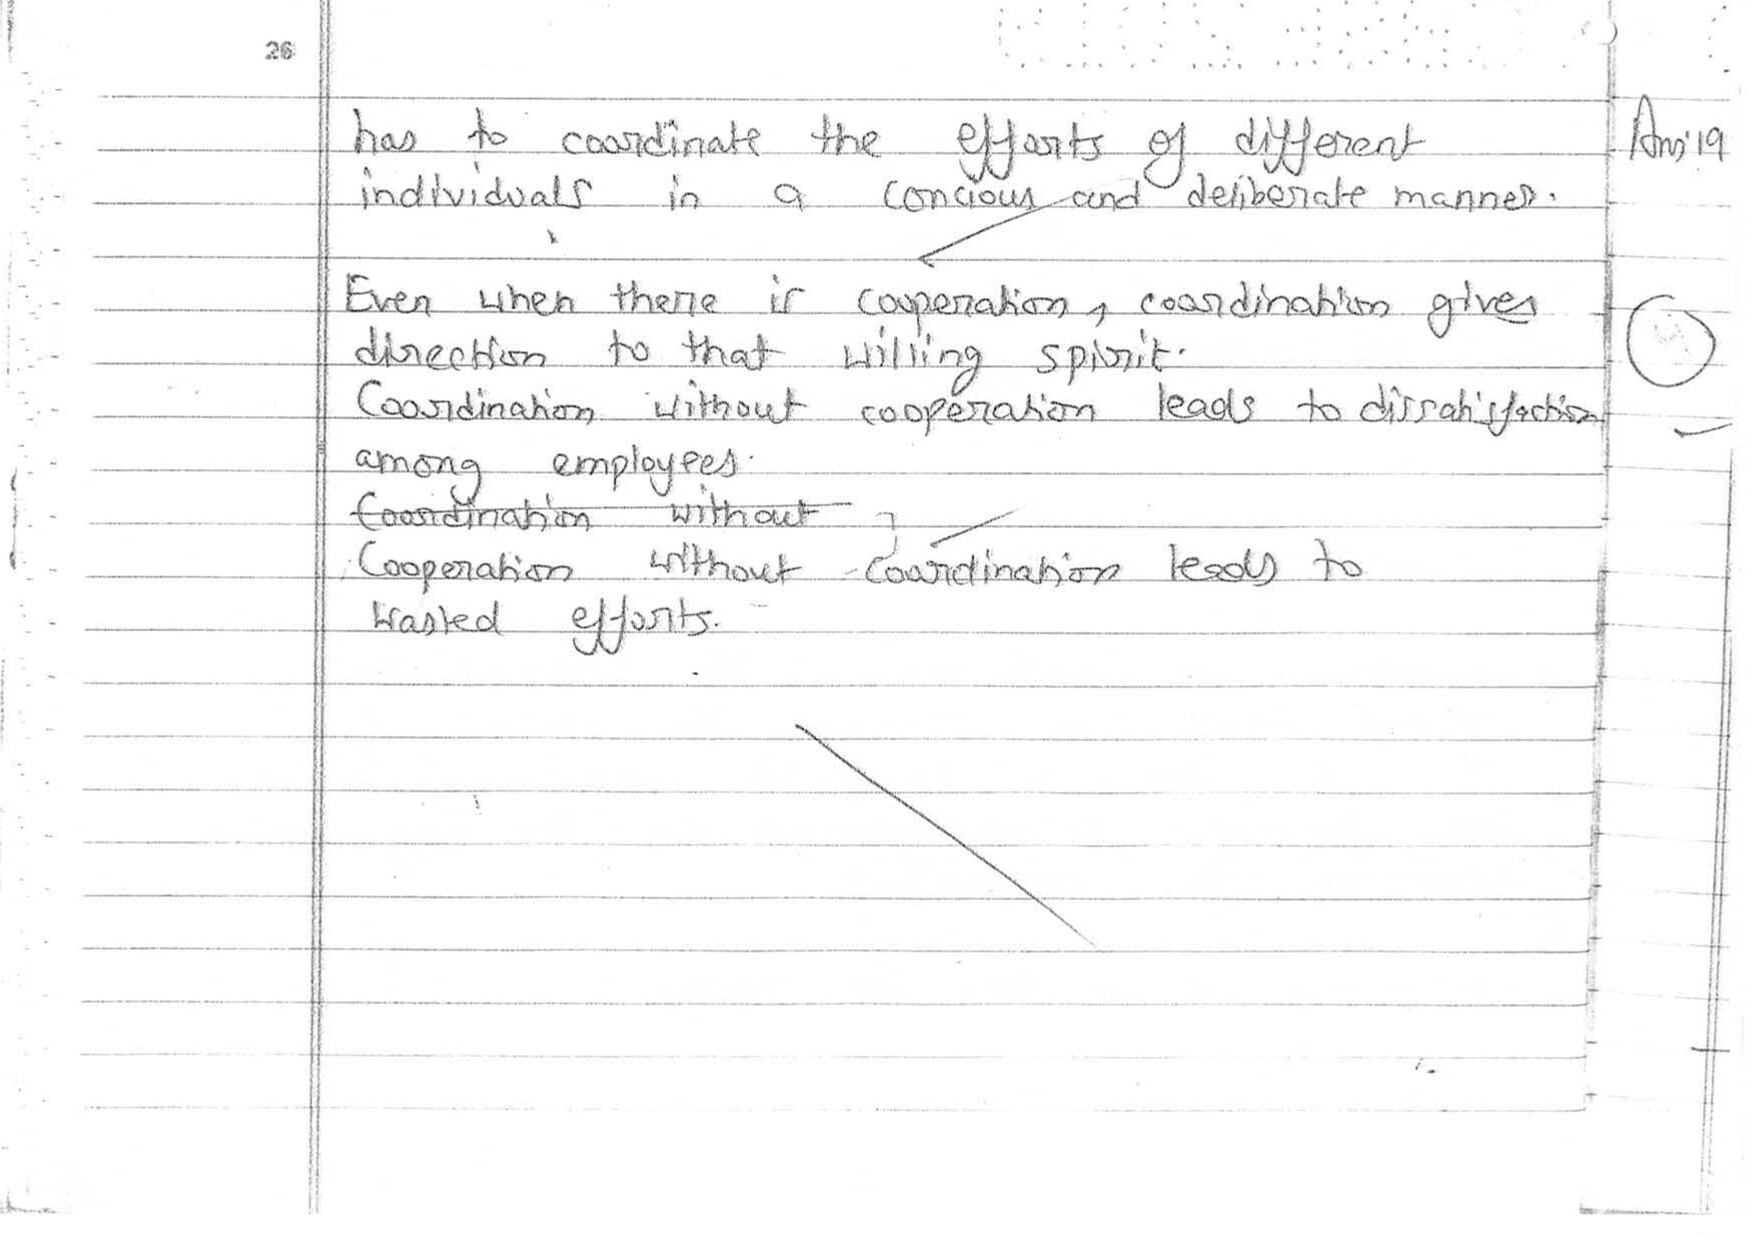 26
has to coordinate the efforts of different
Ans'19
individuals in a concious and deliberate manner.
Even when there is cooperation, coordination gives
direction to that willing spirit.
Coordination without cooperation leads to dissatisfaction
among employees.
Coordination without
Cooperation without coordination leads to
wasted efforts.